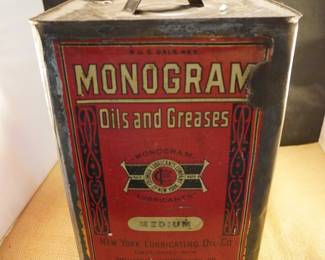 MONOGRAM
Oils and Greases
MONOGRAM
LUBRICANTS
MEDIUM
NEW YORK LUBRICATING OIL CO